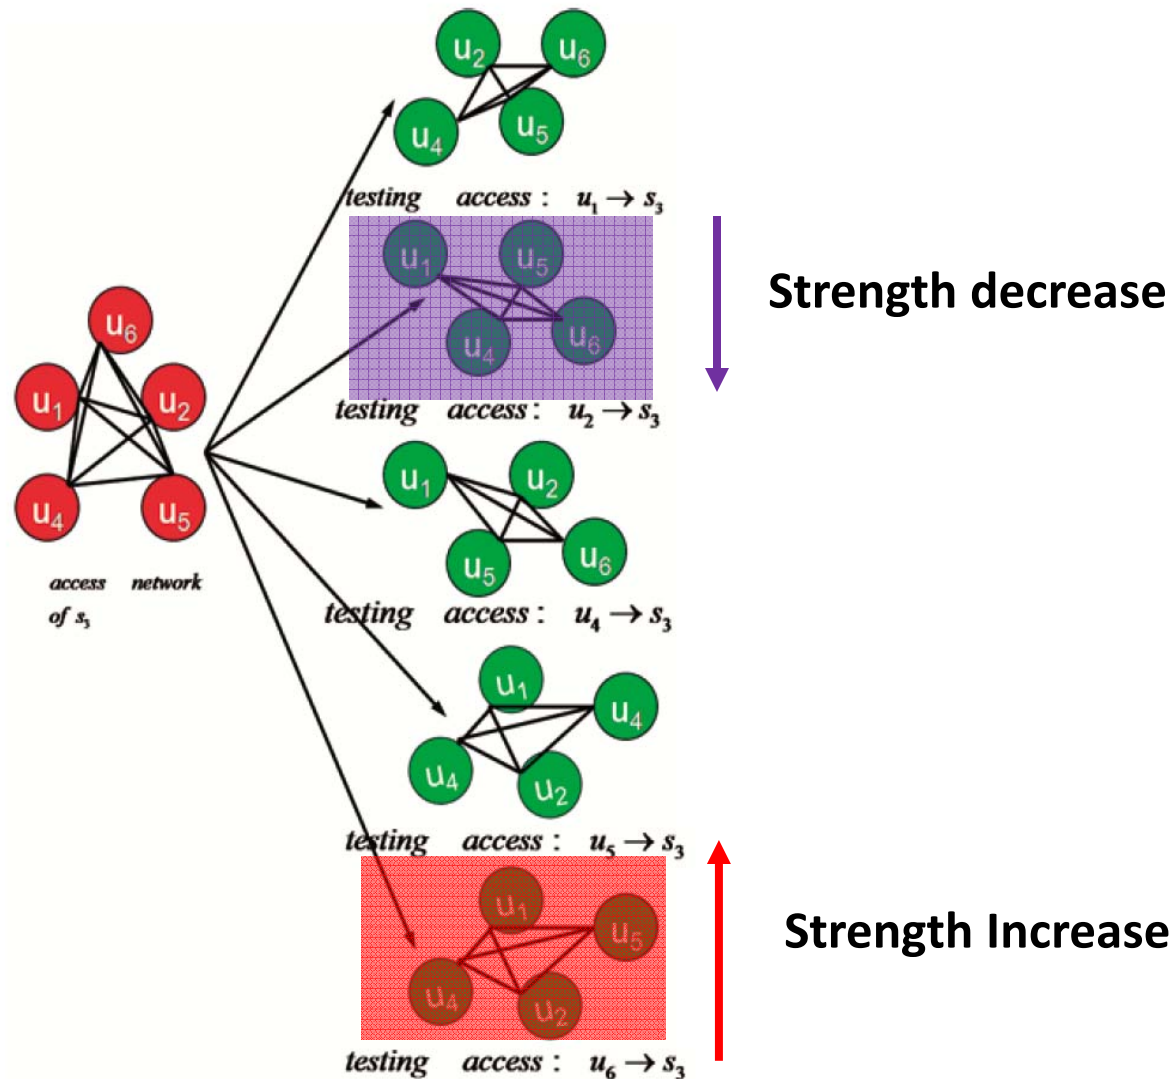 u2 u6
u4 u5
testing access : u1 → s3
u1 u5
u4 u6
Strength decrease
testing access : u2 → s3
u6
u1 u2
u4 u5
access network
of s3
u1 u2
u5 u6
testing access : u4 → s3
u1
u4
u4
u2
testing access : u5 → s3
u1
u5
u4
u2
Strength Increase
testing access : u6 → s3